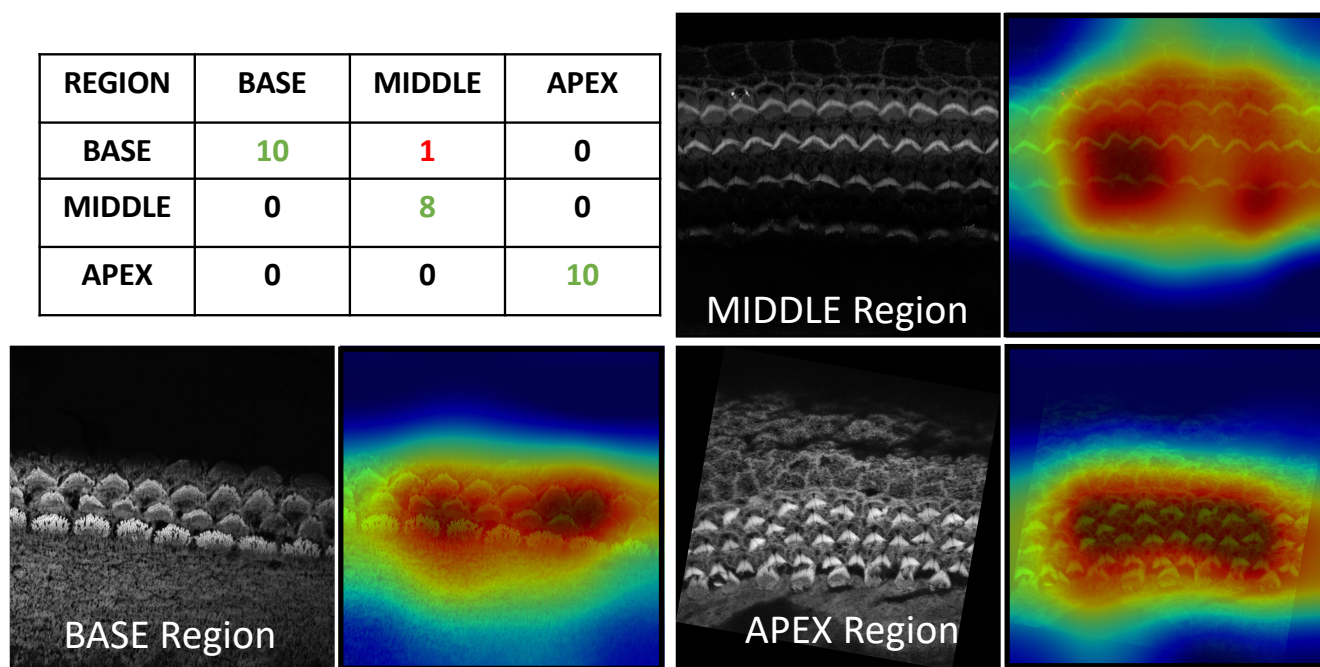 REGION BASE MIDDLE APEX
BASE 10 1 0
MIDDLE 0 8 0
APEX 0 0 10
MIDDLE Region
BASE Region
APEX Region